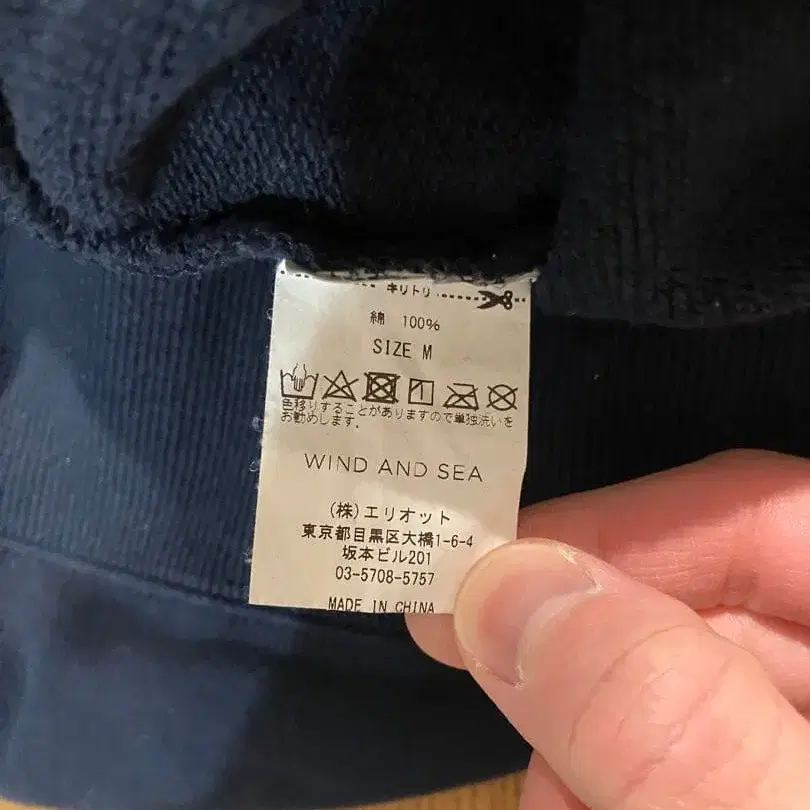 キリトリ
綿 100%
SIZE M
色移りすることがありますので単独洗いを
お勧めします.
WIND AND SEA
(株)エリオット
東京都目黒区大橋1-6-4
坂本ビル201
03-5708-5757
MADE IN CHINA